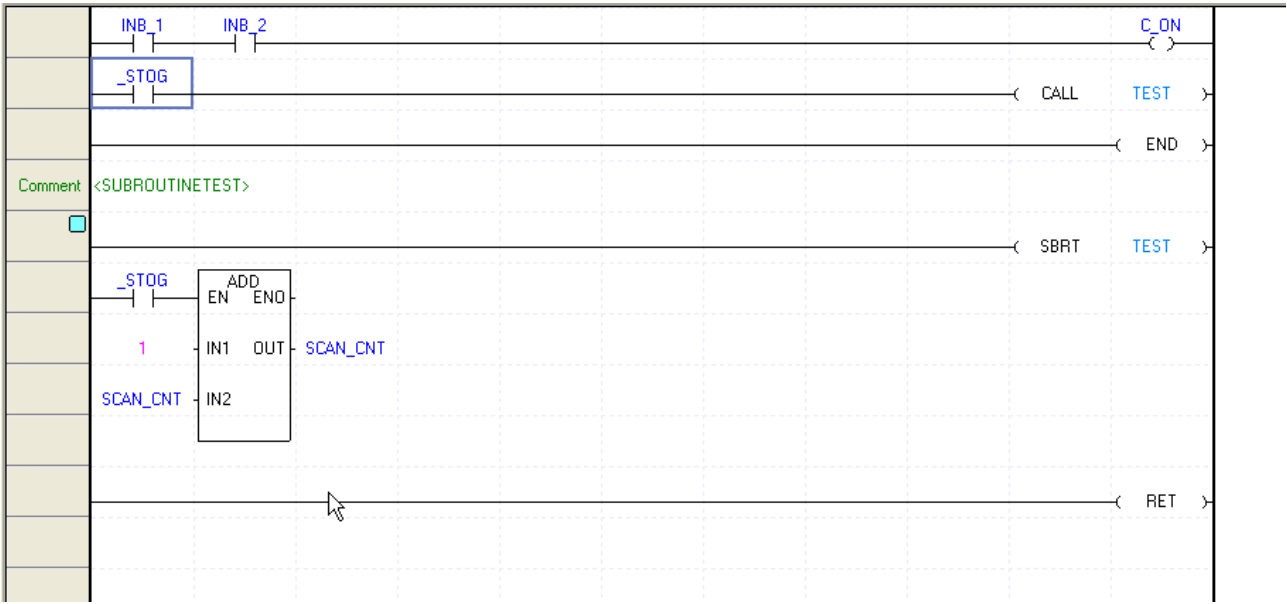 INB_1 INB_2 C_ON
_STOG CALL TEST
END
Comment <SUBROUTINETEST>
SBRT TEST
_STOG ADD
EN ENO
1 IN1 OUT SCAN_CNT
SCAN_CNT IN2
RET